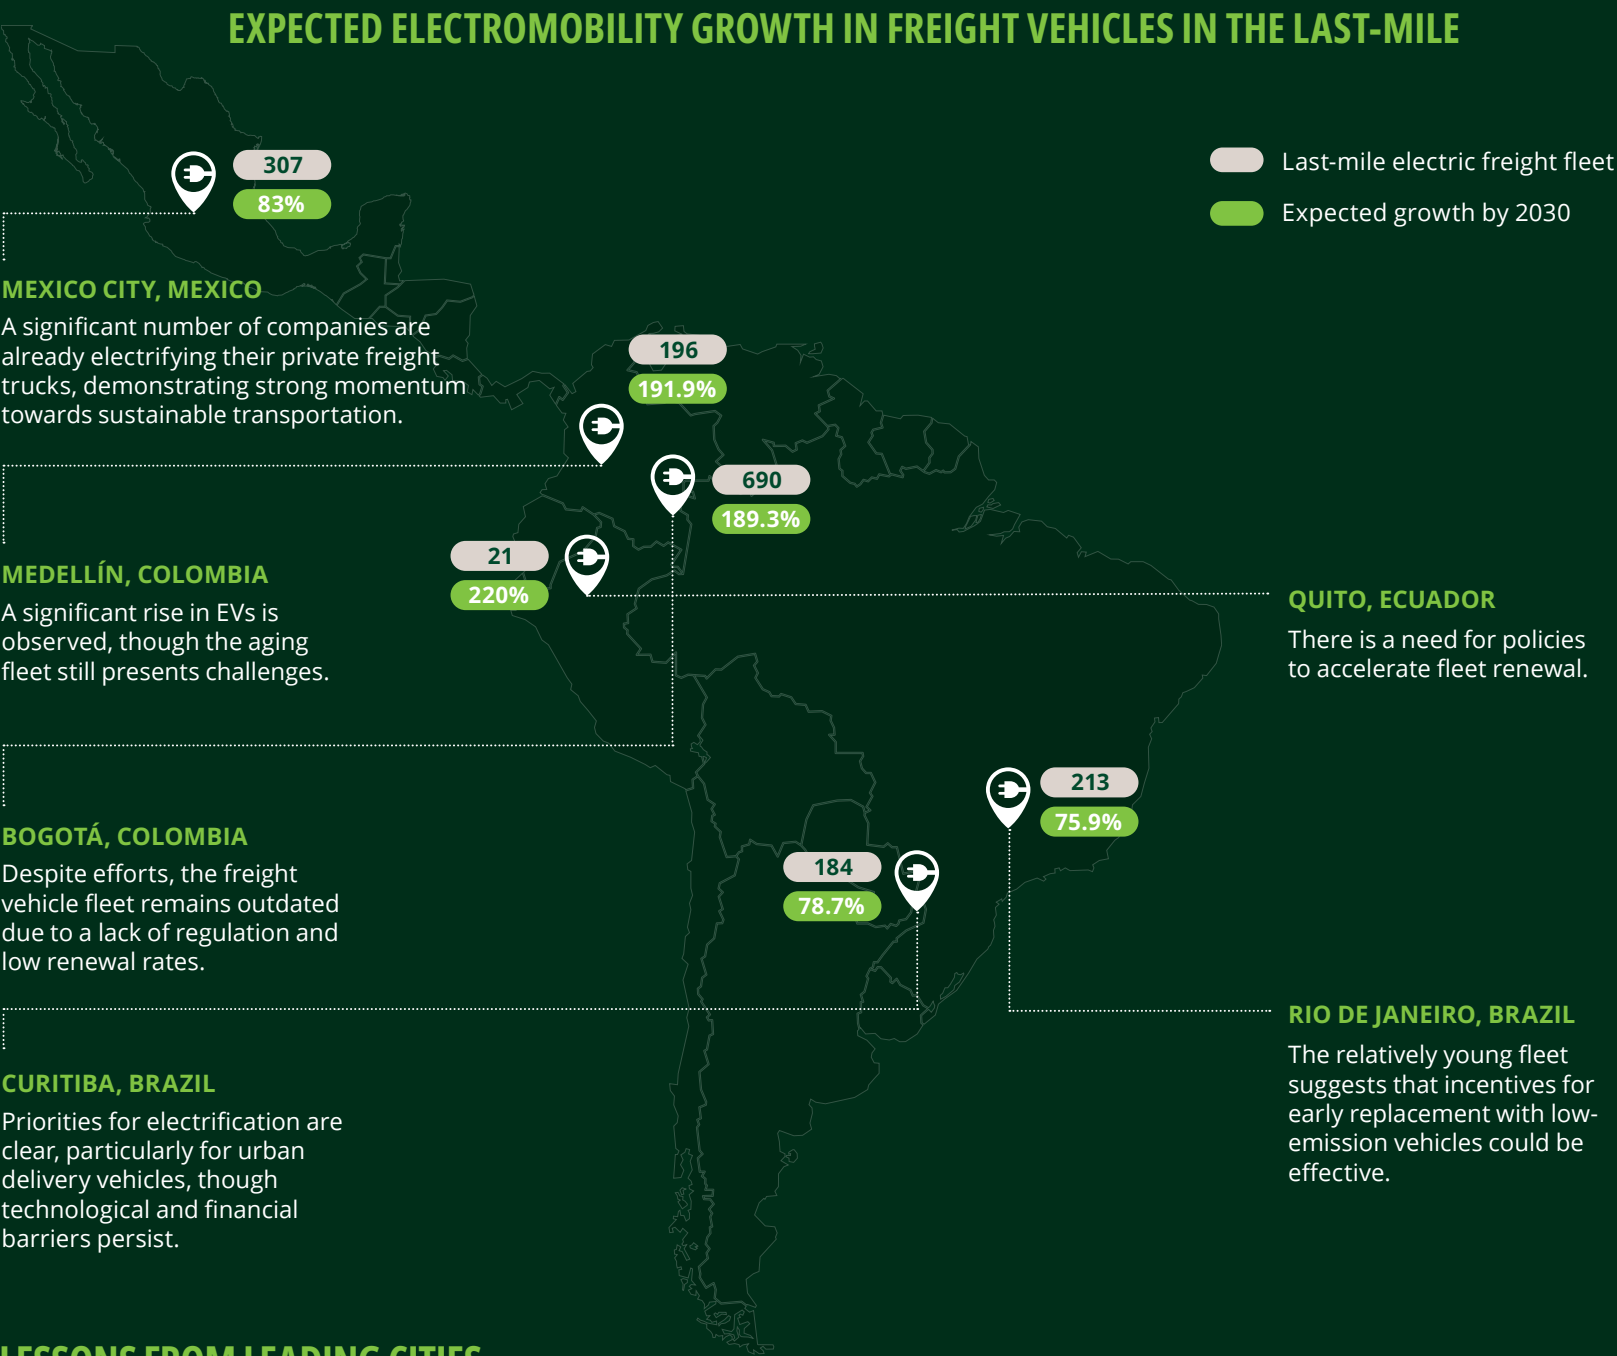 EXPECTED ELECTROMOBILITY GROWTH IN FREIGHT VEHICLES IN THE LAST-MILE
Last-mile electric freight fleet
Expected growth by 2030
307
83%
MEXICO CITY, MEXICO
A significant number of companies are
already electrifying their private freight
trucks, demonstrating strong momentum
towards sustainable transportation.
196
191.9%
MEDELLÍN, COLOMBIA
A significant rise in EVs is
observed, though the aging
fleet still presents challenges.
690
189.3%
BOGOTÁ, COLOMBIA
Despite efforts, the freight
vehicle fleet remains outdated
due to a lack of regulation and
low renewal rates.
21
220%
QUITO, ECUADOR
There is a need for policies
to accelerate fleet renewal.
184
78.7%
CURITIBA, BRAZIL
Priorities for electrification are
clear, particularly for urban
delivery vehicles, though
technological and financial
barriers persist.
213
75.9%
RIO DE JANEIRO, BRAZIL
The relatively young fleet
suggests that incentives for
early replacement with low-
emission vehicles could be
effective.
LESSONS FROM LEADING CITIES